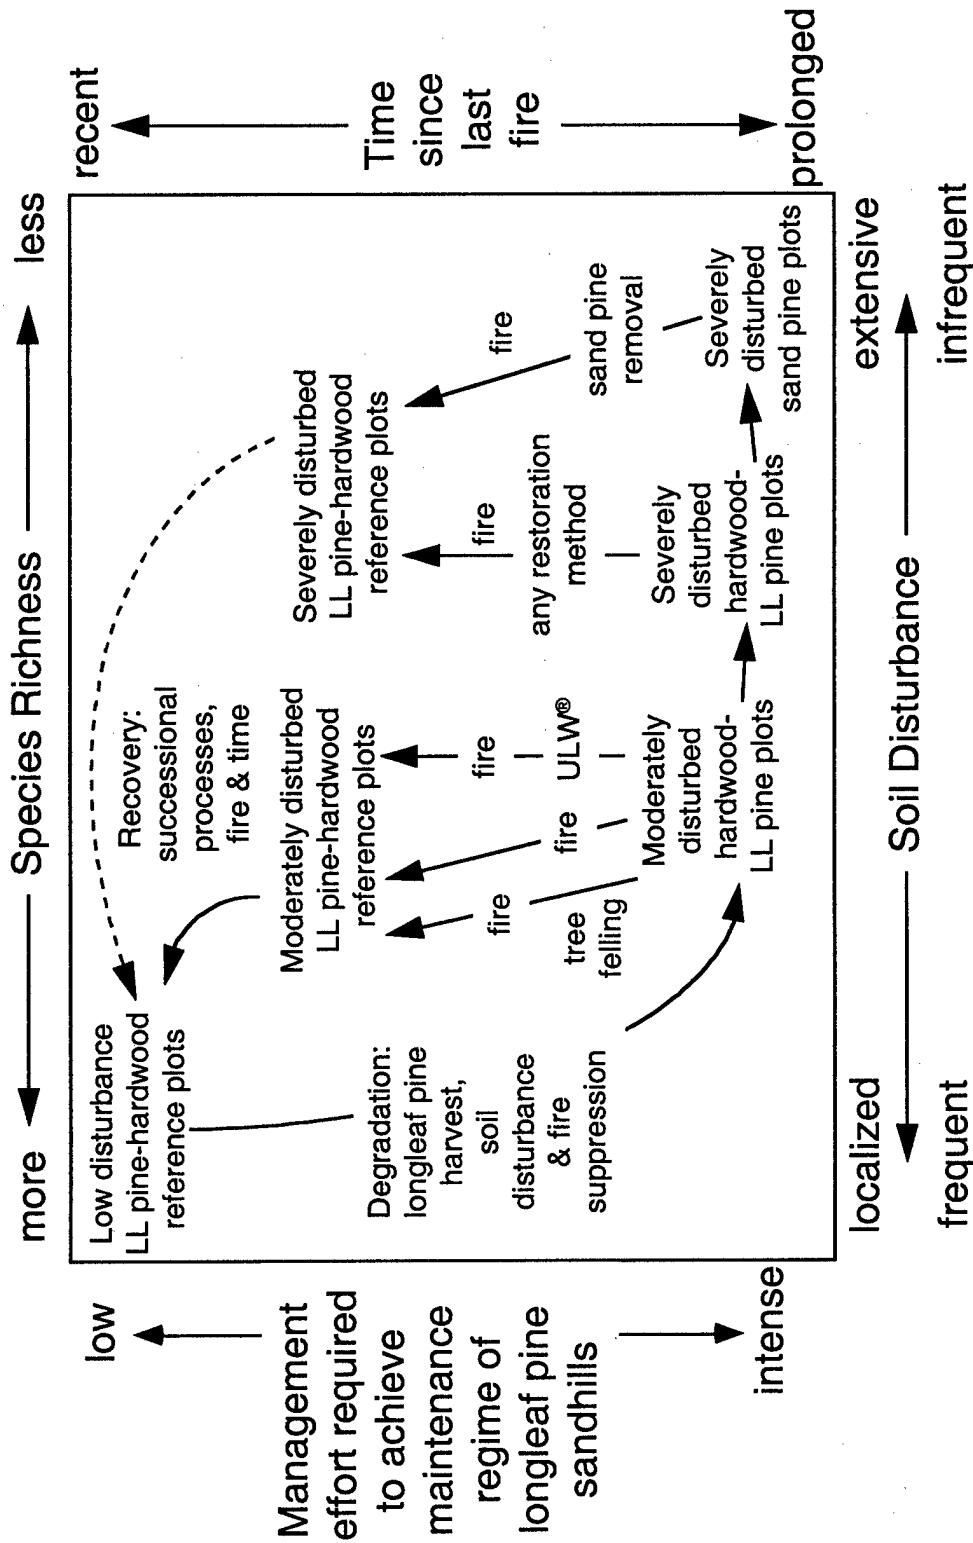 more
Species Richness
less
low
Management
effort required
to achieve
maintenance
regime of
longleaf pine
sandhills
intense
Low disturbance
LL pine-hardwood
reference plots
Recovery:
successional
processes,
fire & time
Degradation:
longleaf pine
harvest,
soil
disturbance
& fire
suppression
Moderately disturbed
LL pine-hardwood
reference plots
Severely disturbed
LL pine-hardwood
reference plots
fire
tree
felling
fire
fire
ULW®
fire
any restoration
method
fire
sand pine
removal
Moderately
disturbed
hardwood-
LL pine plots
Severely
disturbed
hardwood-
LL pine plots
Severely
disturbed
sand pine plots
recent
Time
since
last
fire
prolonged
localized
Soil Disturbance
extensive
frequent
infrequent